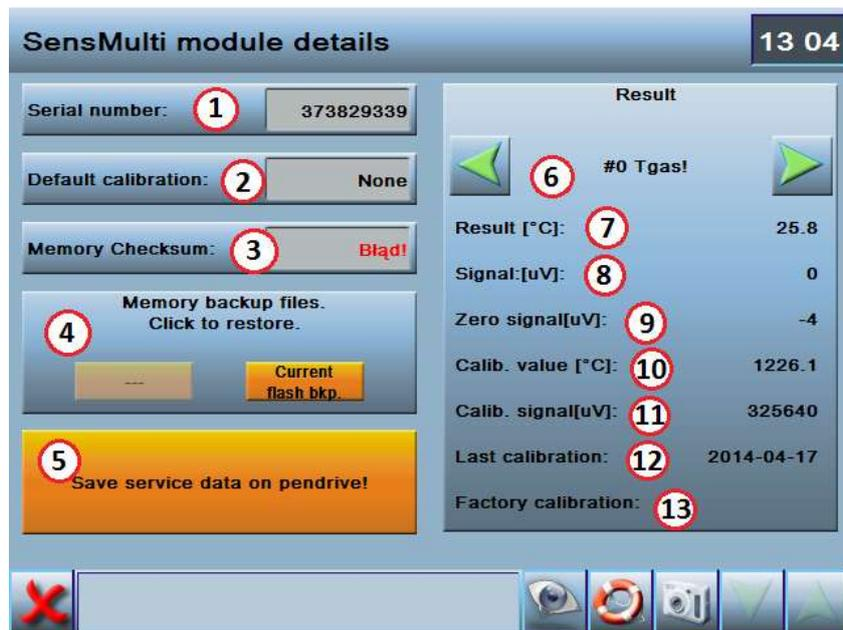 SensMulti module details
13 04
Serial number: 1 373829339
Default calibration: 2 None
Memory Checksum: 3 Błąd!
4 Memory backup files.
Click to restore.
---
Current
flash bkp.
5 Save service data on pendrive!
Result
6 #0 Tgas!
Result [°C]: 7 25.8
Signal:[uV]: 8 0
Zero signal[uV]: 9 -4
Calib. value [°C]: 10 1226.1
Calib. signal[uV]: 11 325640
Last calibration: 12 2014-04-17
Factory calibration: 13